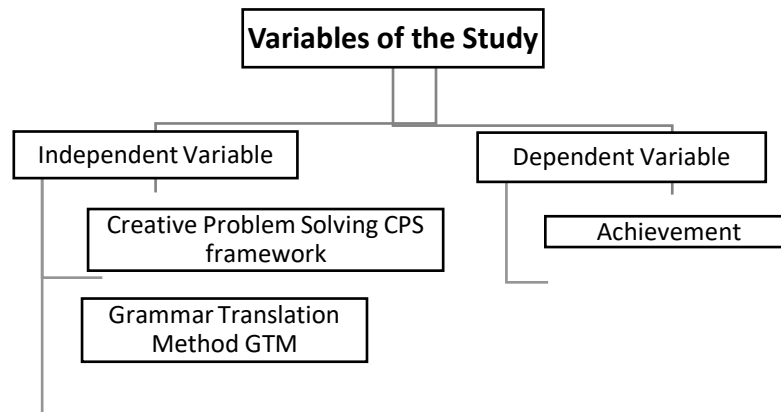 Variables of the Study
Independent Variable
Dependent Variable
Creative Problem Solving CPS
framework
Achievement
Grammar Translation
Method GTM